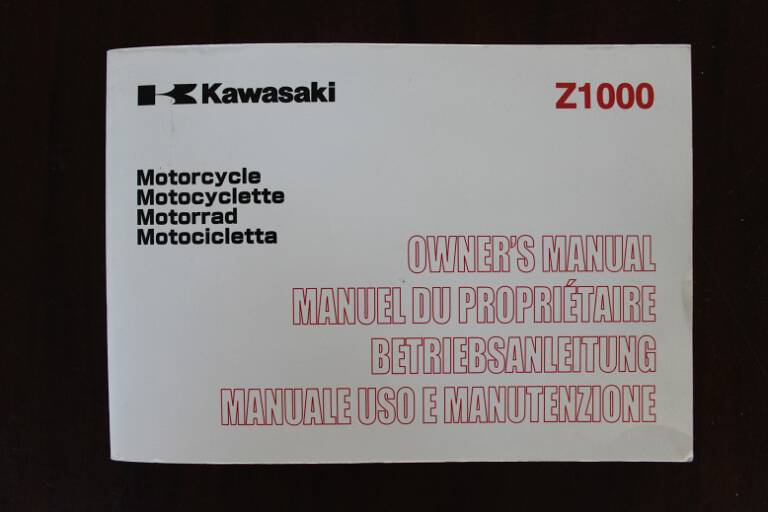 Kawasaki
Z1000
Motorcycle
Motocyclette
Motorrad
Motocicletta
OWNER'S MANUAL
MANUEL DU PROPRIÉTAIRE
BETRIEBSANLEITUNG
MANUALE USO E MANUTENZIONE